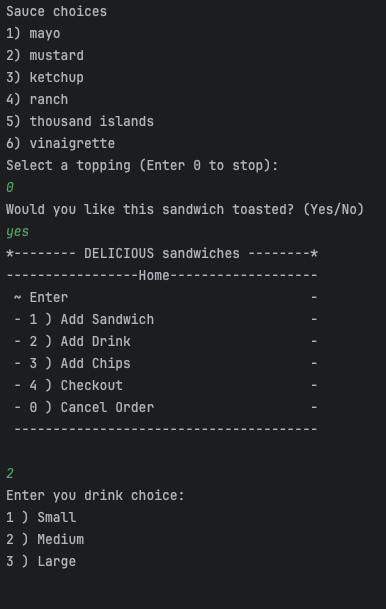 Sauce choices
1) mayo
2) mustard
3) ketchup
4) ranch
5) thousand islands
6) vinaigrette
Select a topping (Enter 0 to stop):
0
Would you like this sandwich toasted? (Yes/No)
yes
*-------- DELICIOUS sandwiches --------*
-----------------Home-------------------
 ~ Enter                               -
 - 1 ) Add Sandwich                    -
 - 2 ) Add Drink                       -
 - 3 ) Add Chips                       -
 - 4 ) Checkout                        -
 - 0 ) Cancel Order                    -
 ---------------------------------------
2
Enter you drink choice:
1 ) Small
2 ) Medium
3 ) Large